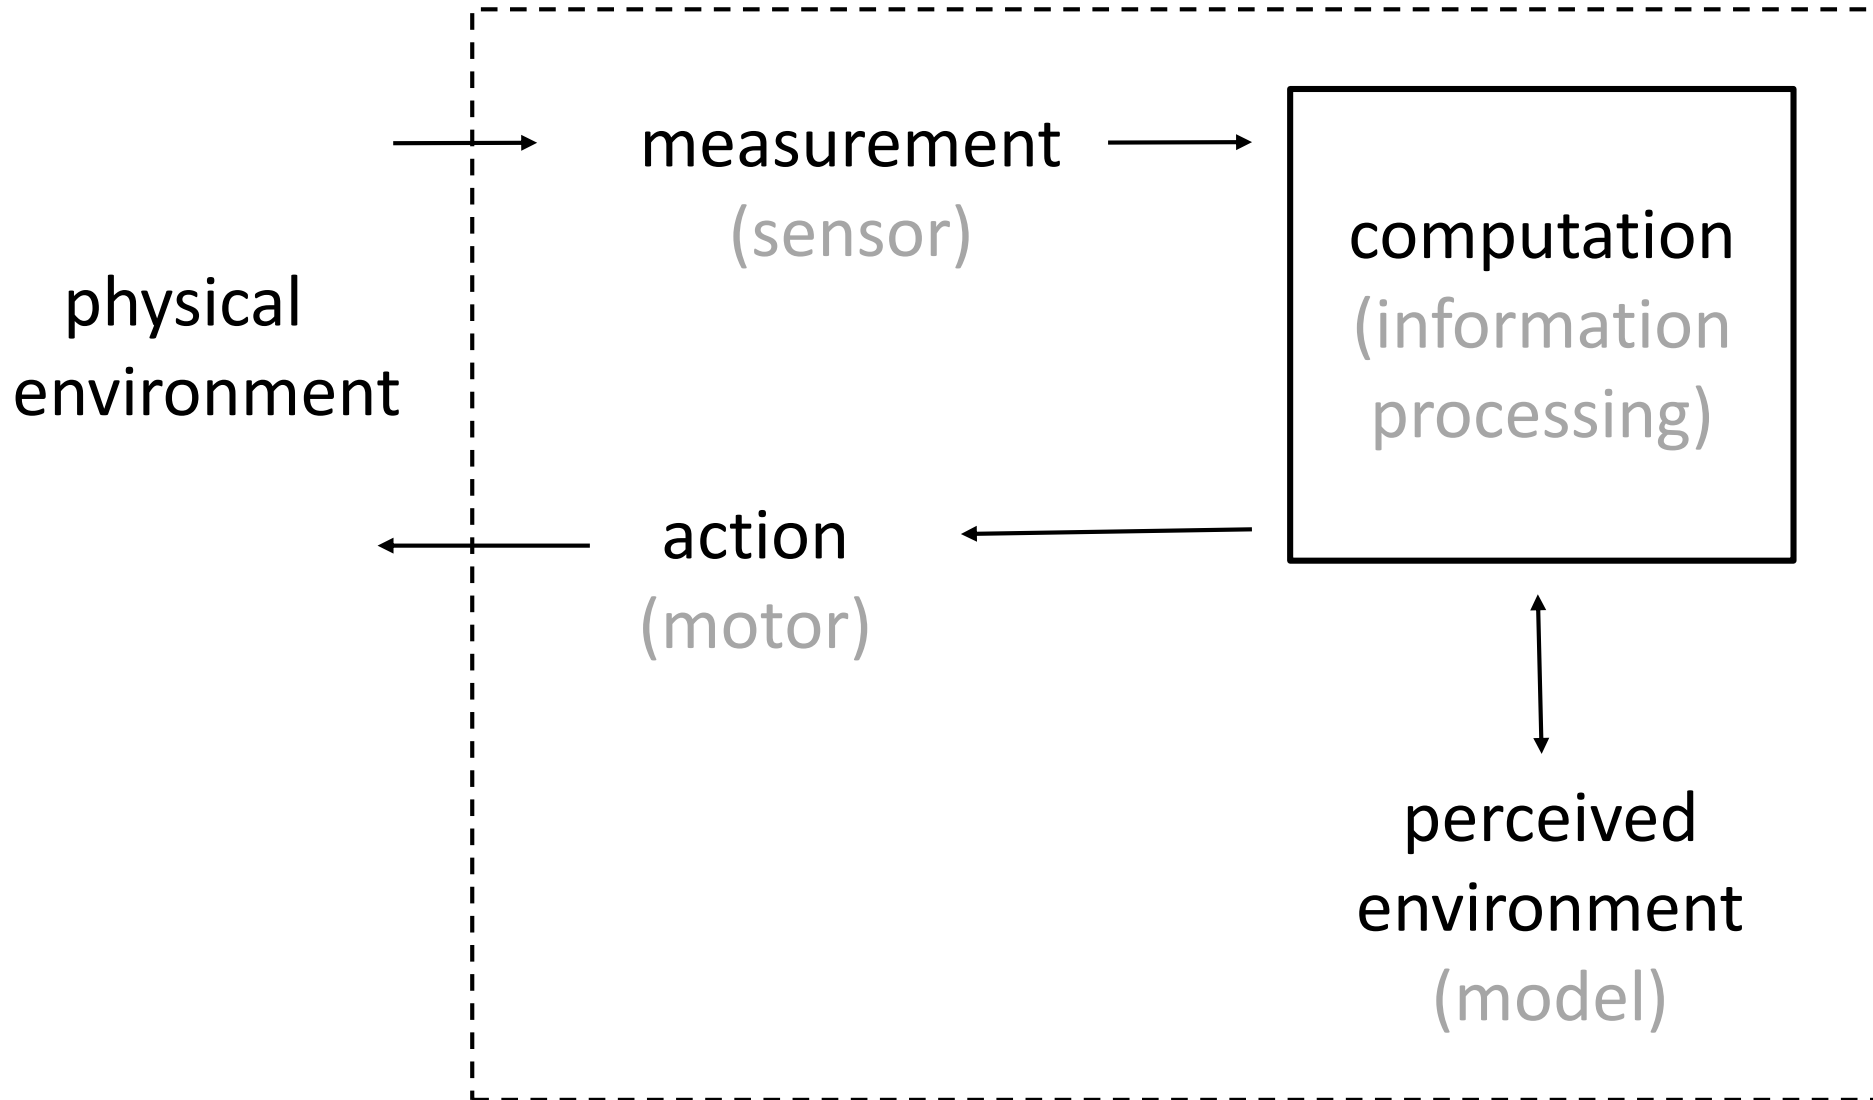 physical
environment
measurement
(sensor)
computation
(information
processing)
action
(motor)
perceived
environment
(model)